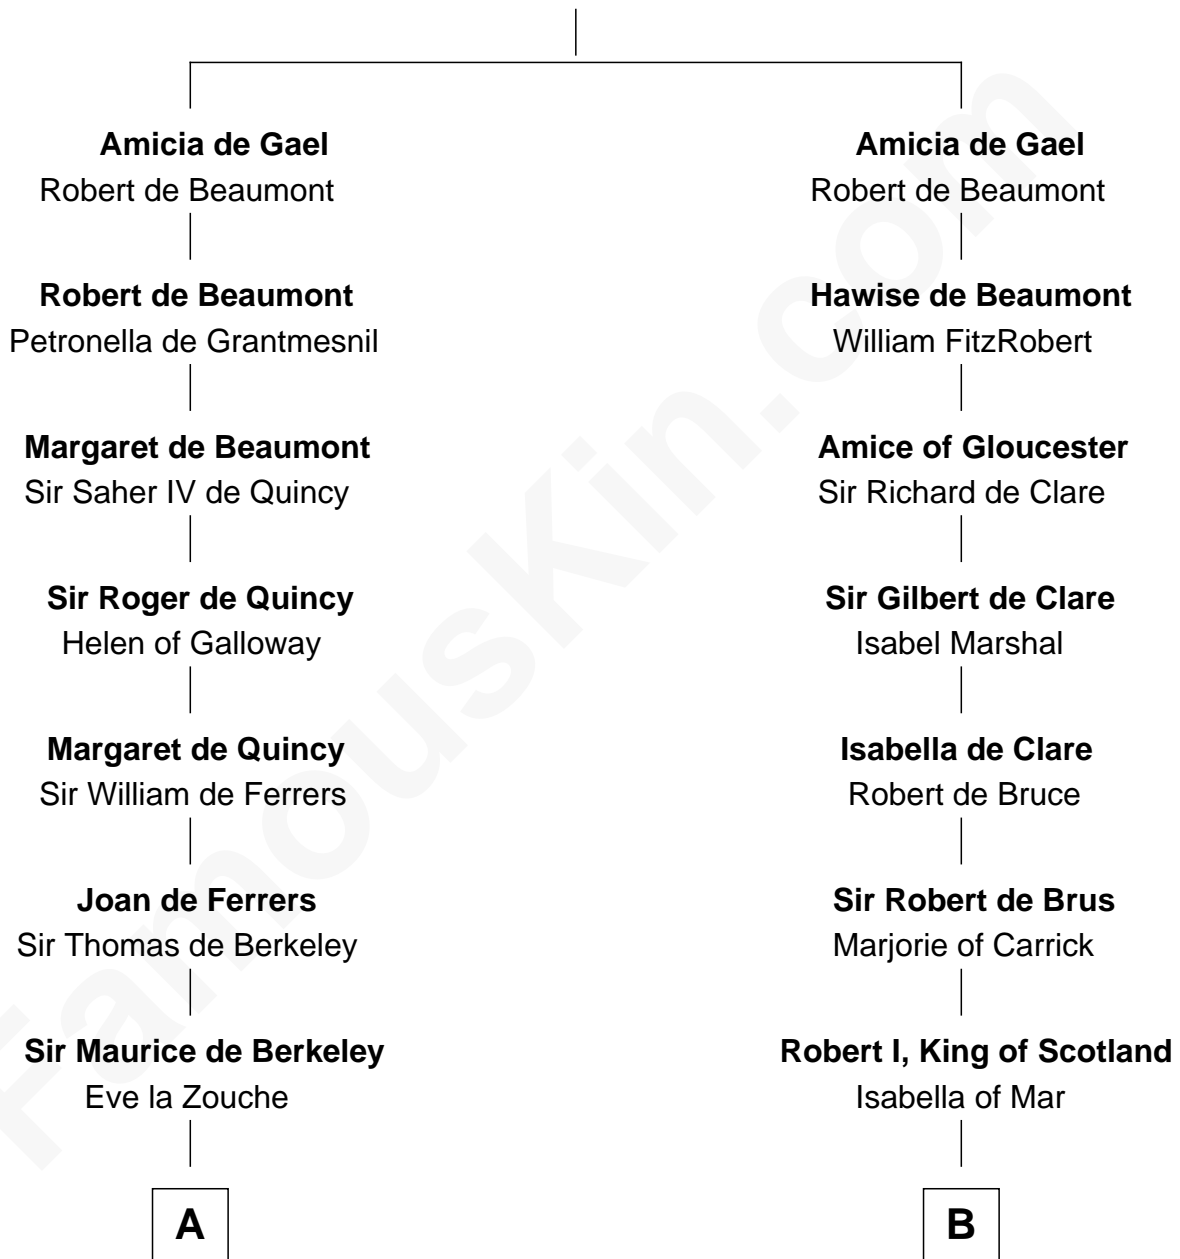 Amicia de Gael
Robert de Beaumont
Robert de Beaumont
Petronella de Grantmesnil
Margaret de Beaumont
Sir Saher IV de Quincy
Sir Roger de Quincy
Helen of Galloway
Margaret de Quincy
Sir William de Ferrers
Joan de Ferrers
Sir Thomas de Berkeley
Sir Maurice de Berkeley
Eve la Zouche
A
Amicia de Gael
Robert de Beaumont
Hawise de Beaumont
William FitzRobert
Amice of Gloucester
Sir Richard de Clare
Sir Gilbert de Clare
Isabel Marshal
Isabella de Clare
Robert de Bruce
Sir Robert de Brus
Marjorie of Carrick
Robert I, King of Scotland
Isabella of Mar
B
FamousKin.com